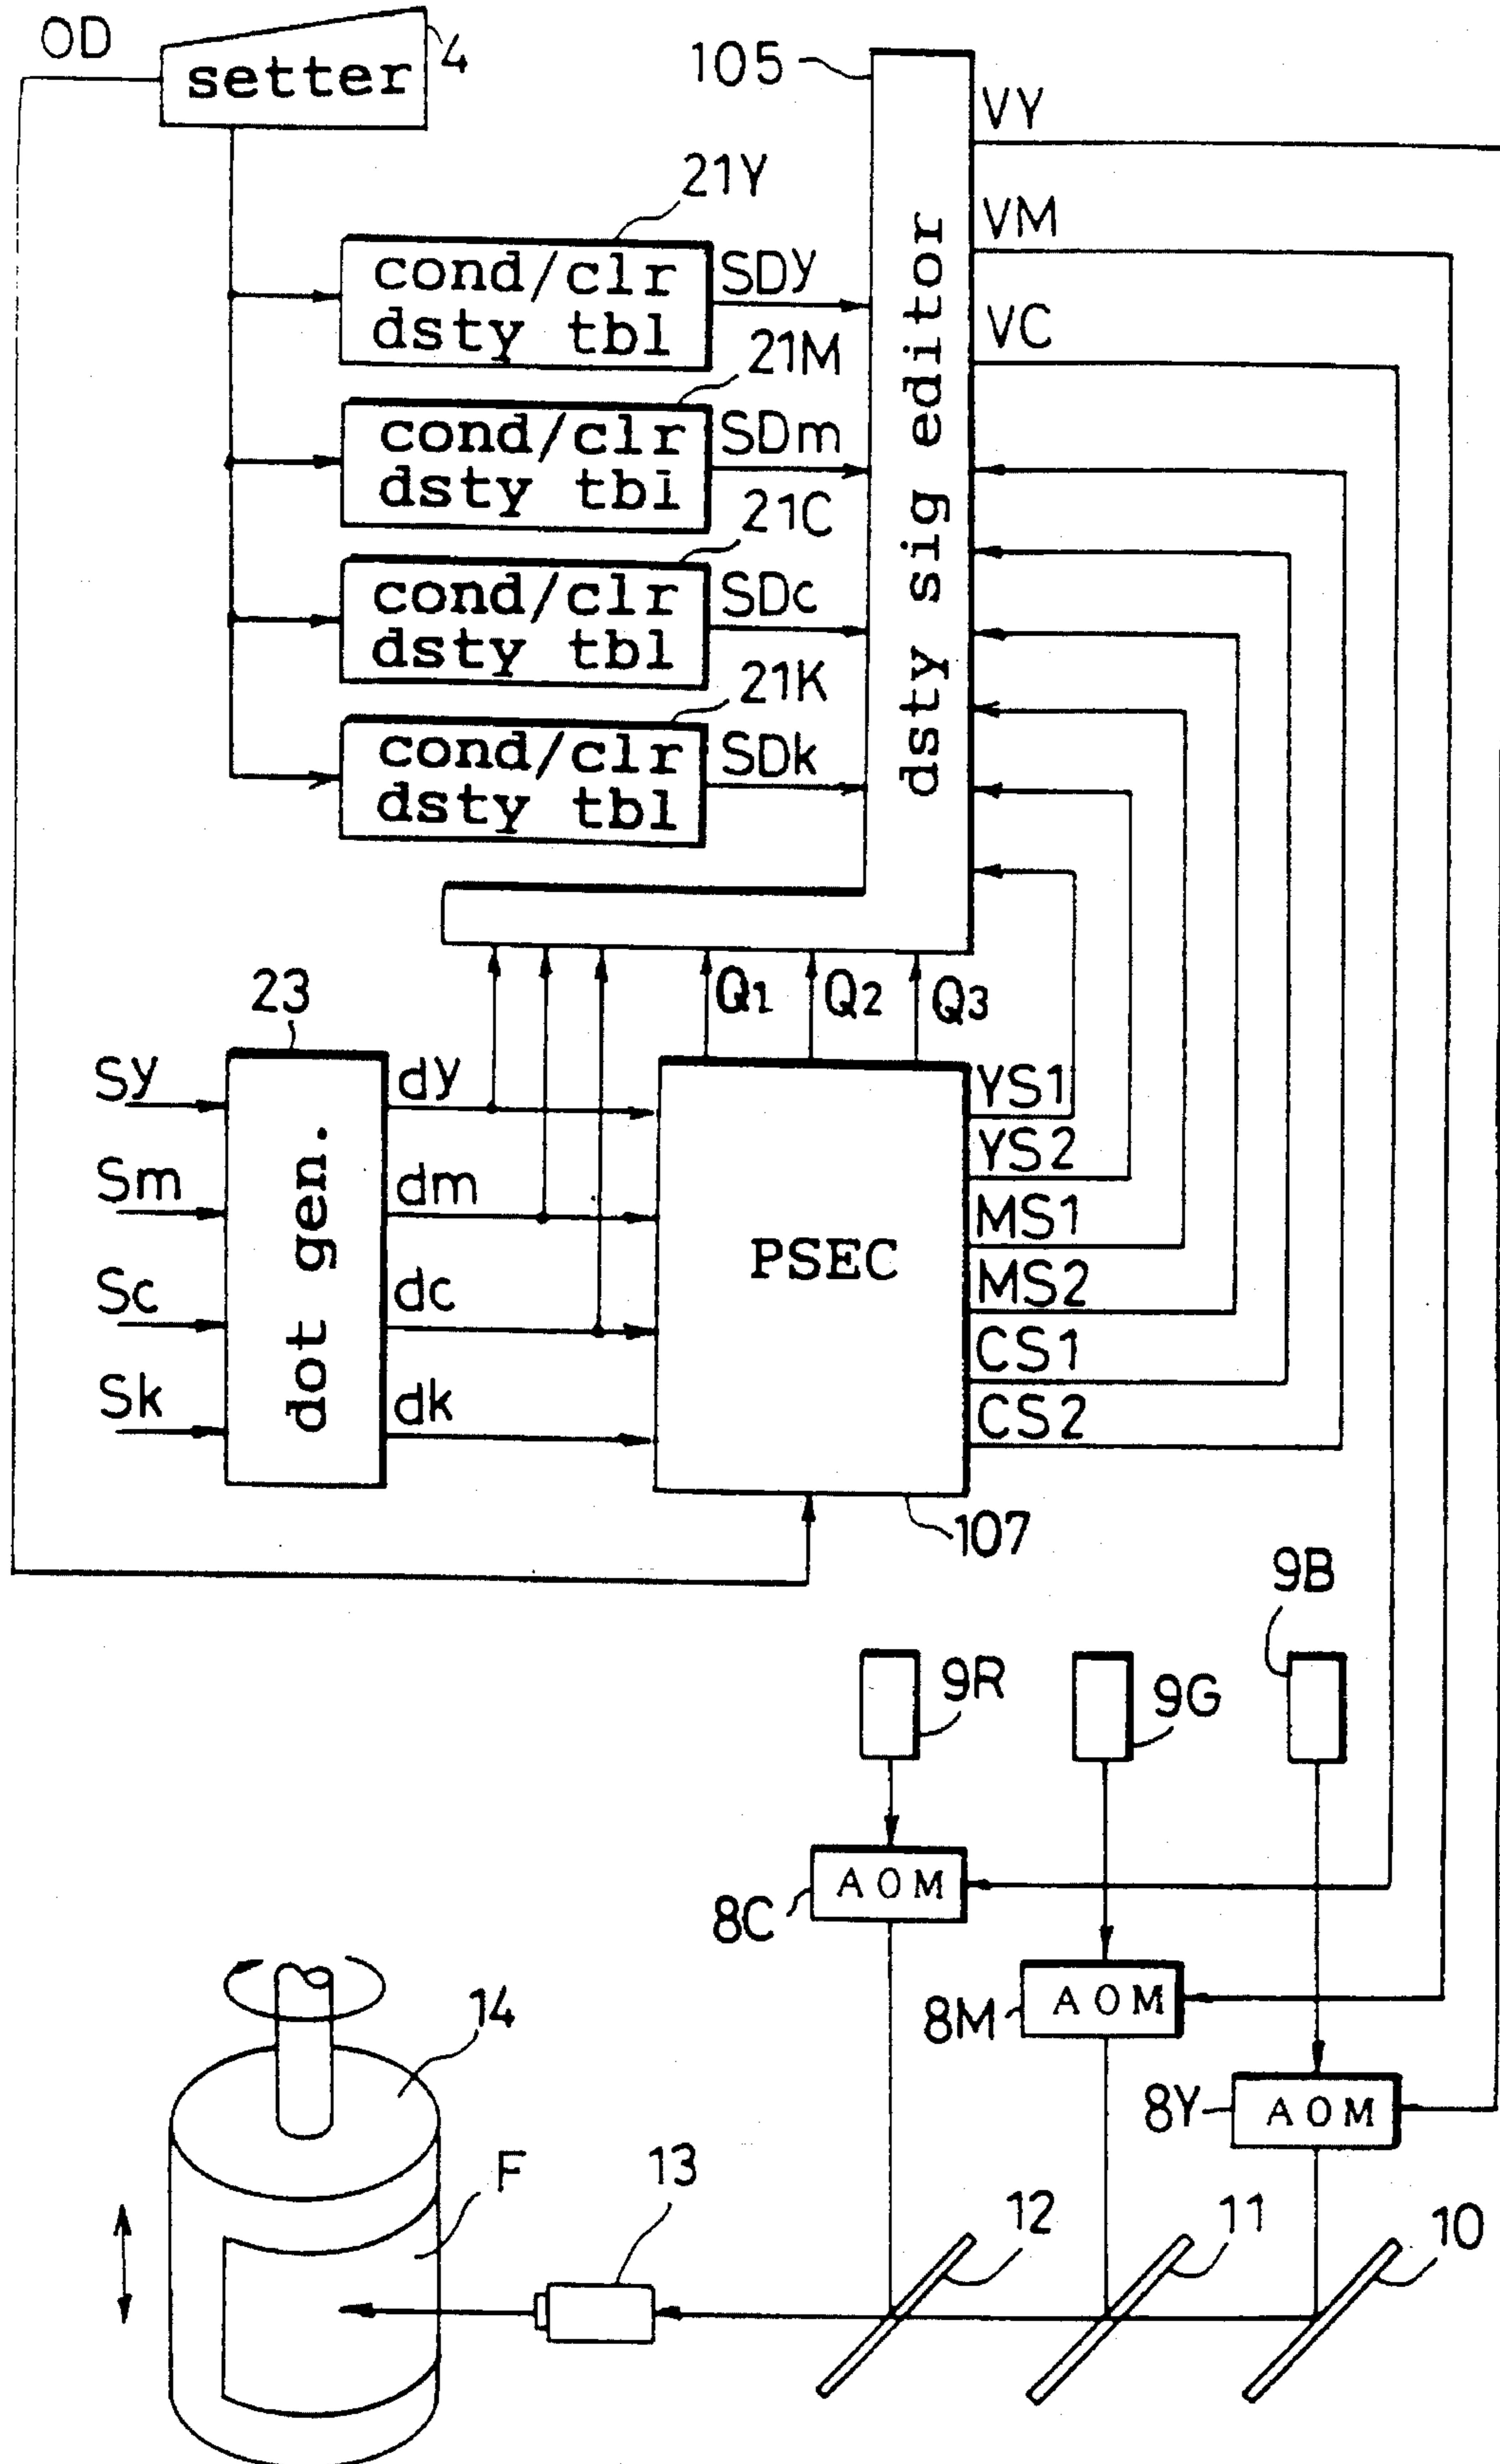 OD
setter
4
105
VY
21Y
VM
cond/clr
dsty tbl
SDy
VC
21M
cond/clr
dsty tbl
SDm
21C
cond/clr
dsty tbl
SDc
21K
cond/clr
dsty tbl
SDk
dsty sig editor
23
Q1
Q2
Q3
Sy
dy
YS1
YS2
Sm
dm
MS1
dot gen.
PSEC
MS2
Sc
dc
CS1
Sk
dk
CS2
107
9B
9R
9G
AOM
8C
AOM
8M
14
AOM
8Y
F
13
12
11
10